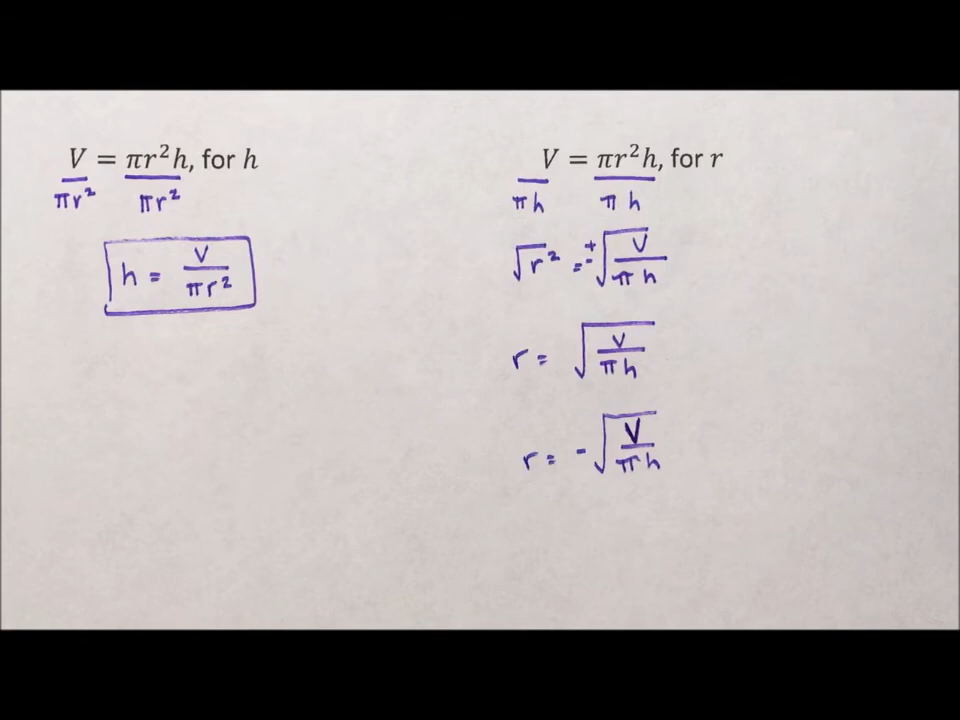 V = πr²h, for h
πr² πr²
h = V/πr²
V = πr²h, for r
πh πh
√r² = ±√(V/πh)
r = √(V/πh)
r = -√(V/πh)